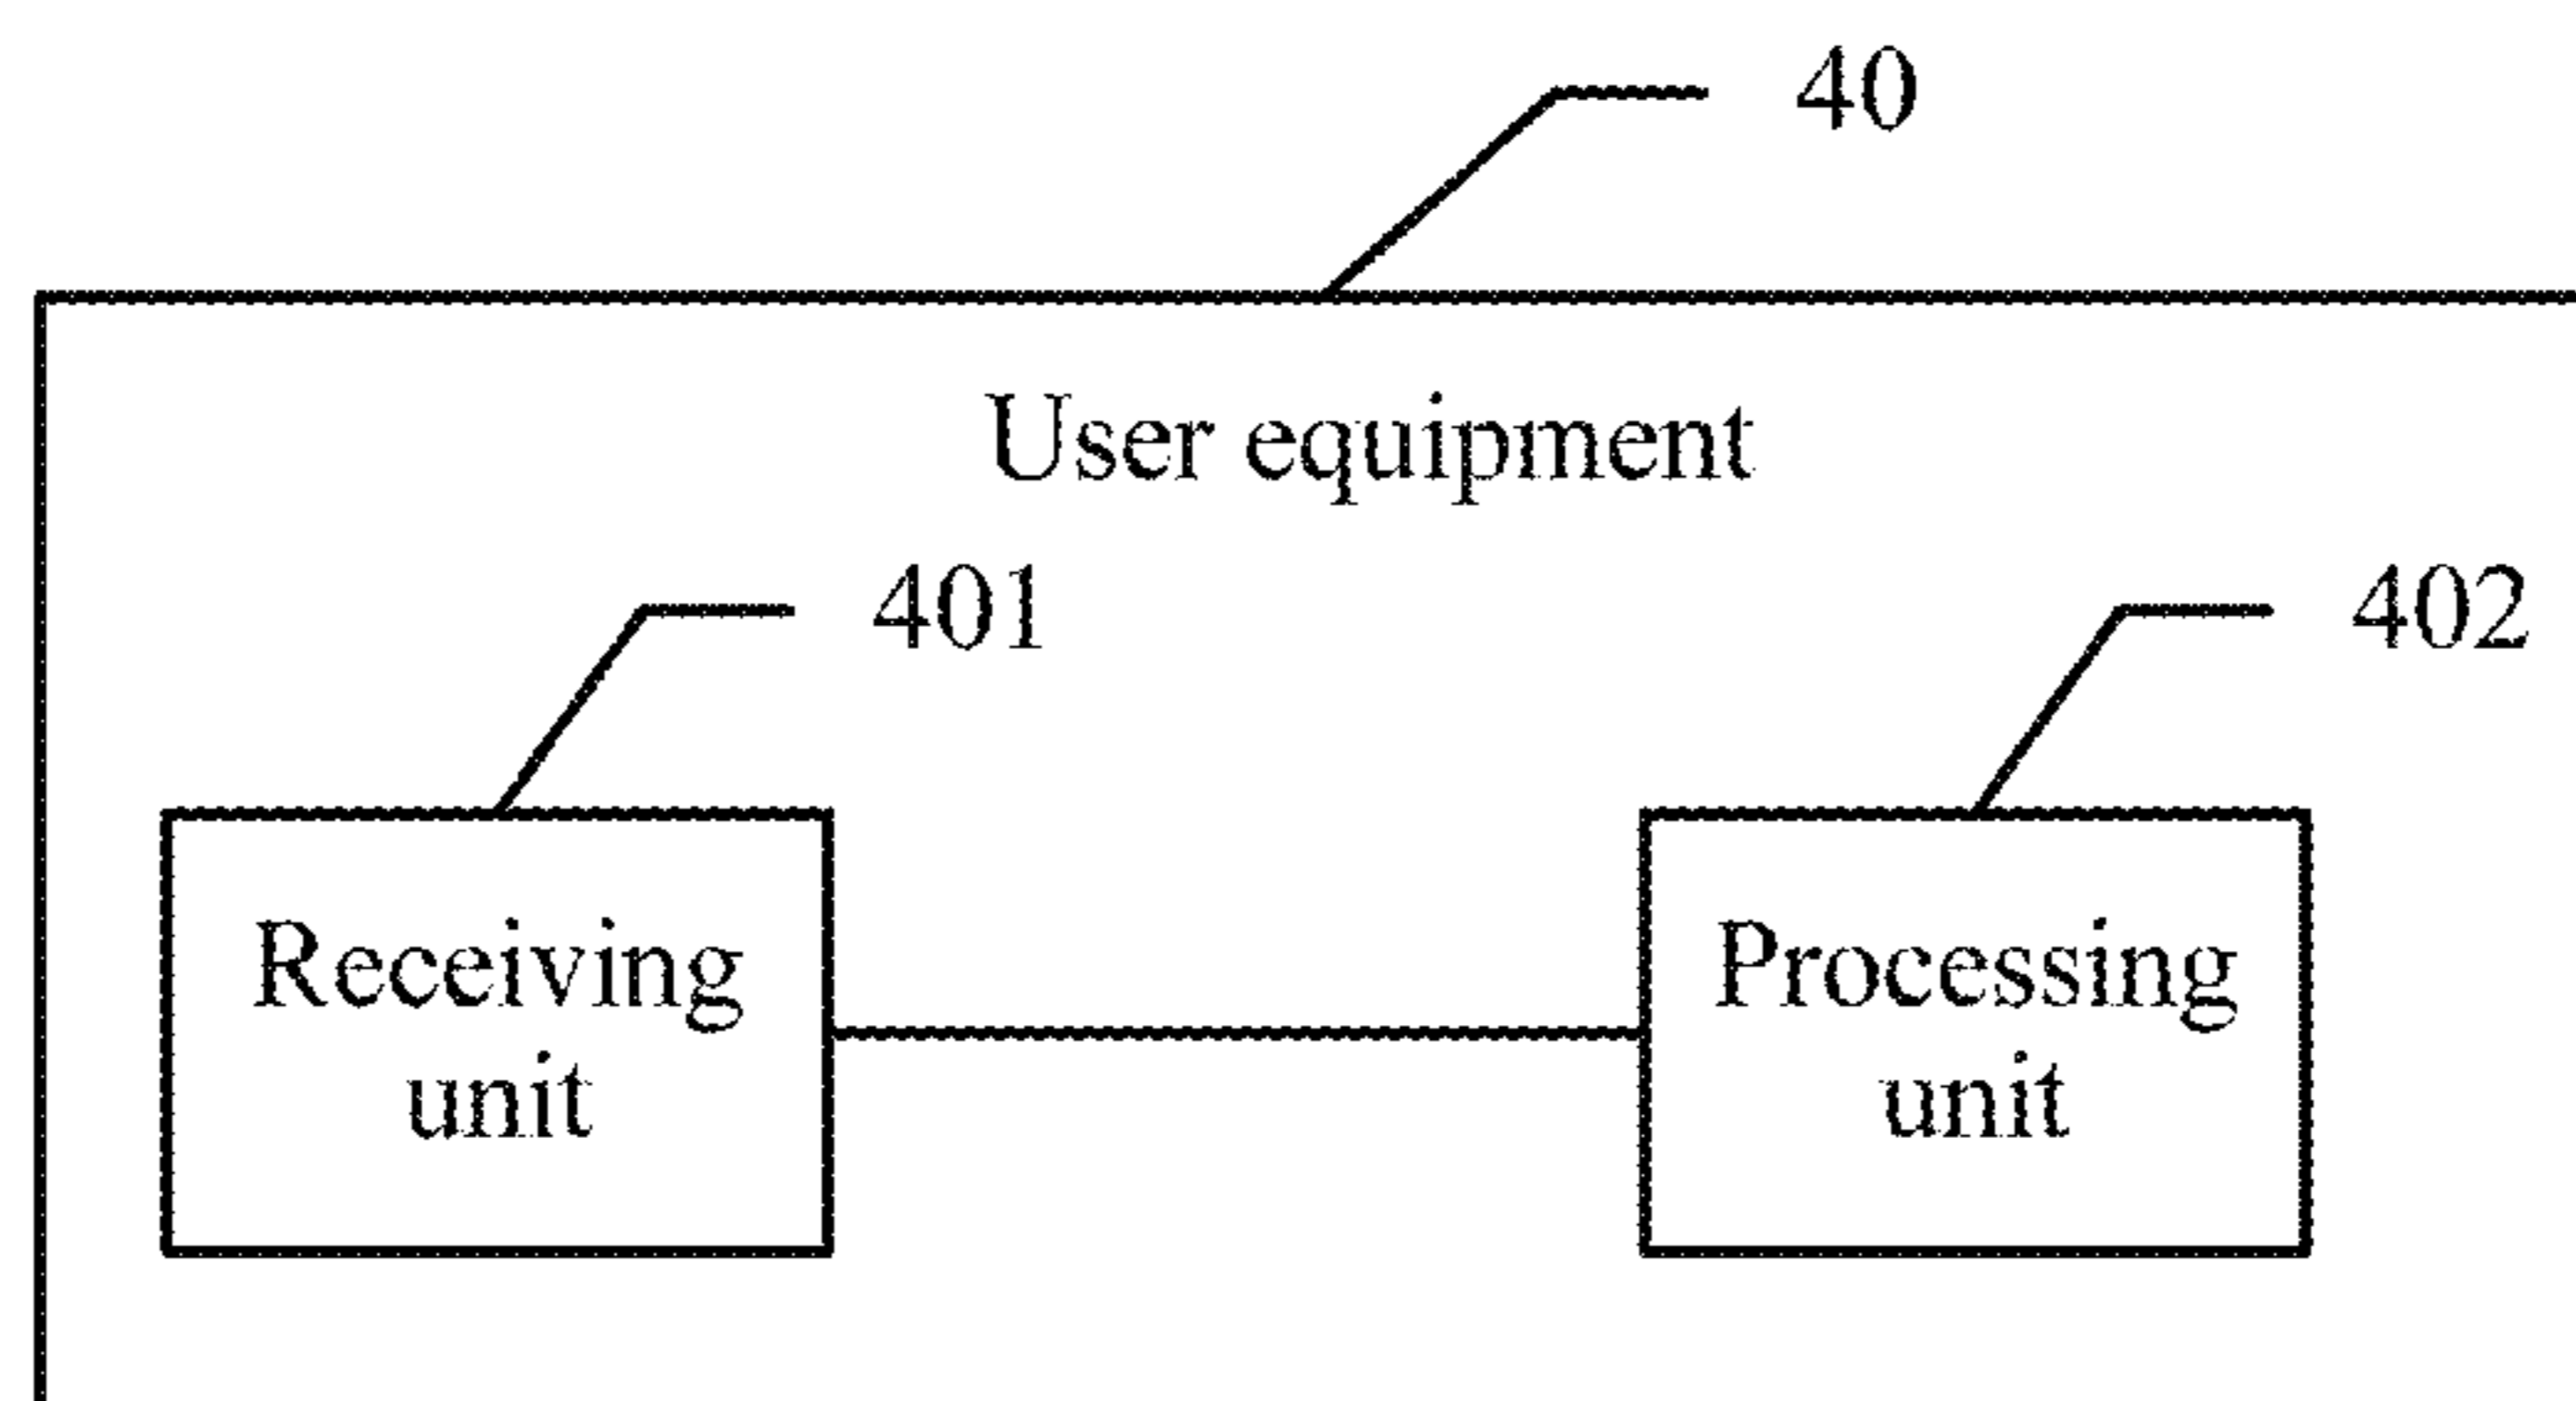 40
User equipment
401
402
Receiving
unit
Processing
unit